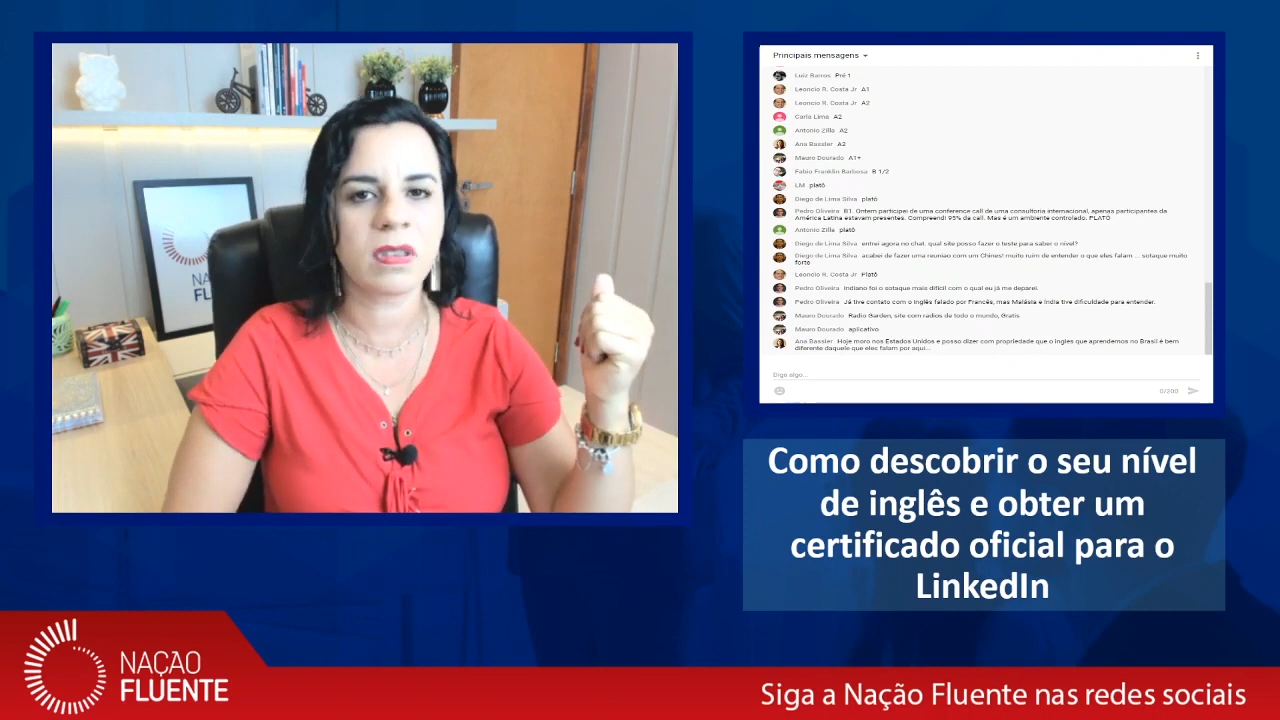 NA
FL
Principais mensagens
Luiz Barros Pré 1
Leoncio R. Costa Jr A1
Leoncio R. Costa Jr A2
Carla Lima A2
Antonio Zilla A2
Ana Bassler A2
Mauro Dourado A1+
Fabio Franklin Barbosa B 1/2
LM platô
Diego de Lima Silva platô
Pedro Oliveira B1. Ontem participei de uma conference call de uma consultoria internacional, apenas participantes da
América Latina estavam presentes. Compreendi 95% da call. Mas é um ambiente controlado. PLATÔ
Antonio Zilla platô
Diego de Lima Silva entrei agora no chat, qual site posso fazer o teste para saber o nível?
Diego de Lima Silva acabei de fazer uma reuniao com um Chines! muito ruim de entender o que eles falam ... sotaque muito
forte
Leoncio R. Costa Jr Platô
Pedro Oliveira Indiano foi o sotaque mais difícil com o qual eu já me deparei.
Pedro Oliveira Já tive contato com o inglês falado por Francês, mas Malásia e Índia tive dificuldade para entender.
Mauro Dourado Radio Garden, site com radios de todo o mundo, Gratis
Mauro Dourado aplicativo
Ana Bassler Hoje moro nos Estados Unidos e posso dizer com propriedade que o ingles que aprendemos no Brasil é bem
diferente daquele que eles falam por aqui...
Diga algo...
0/200
Como descobrir o seu nível
de inglês e obter um
certificado oficial para o
LinkedIn
NAÇÃO
FLUENTE
Siga a Nação Fluente nas redes sociais